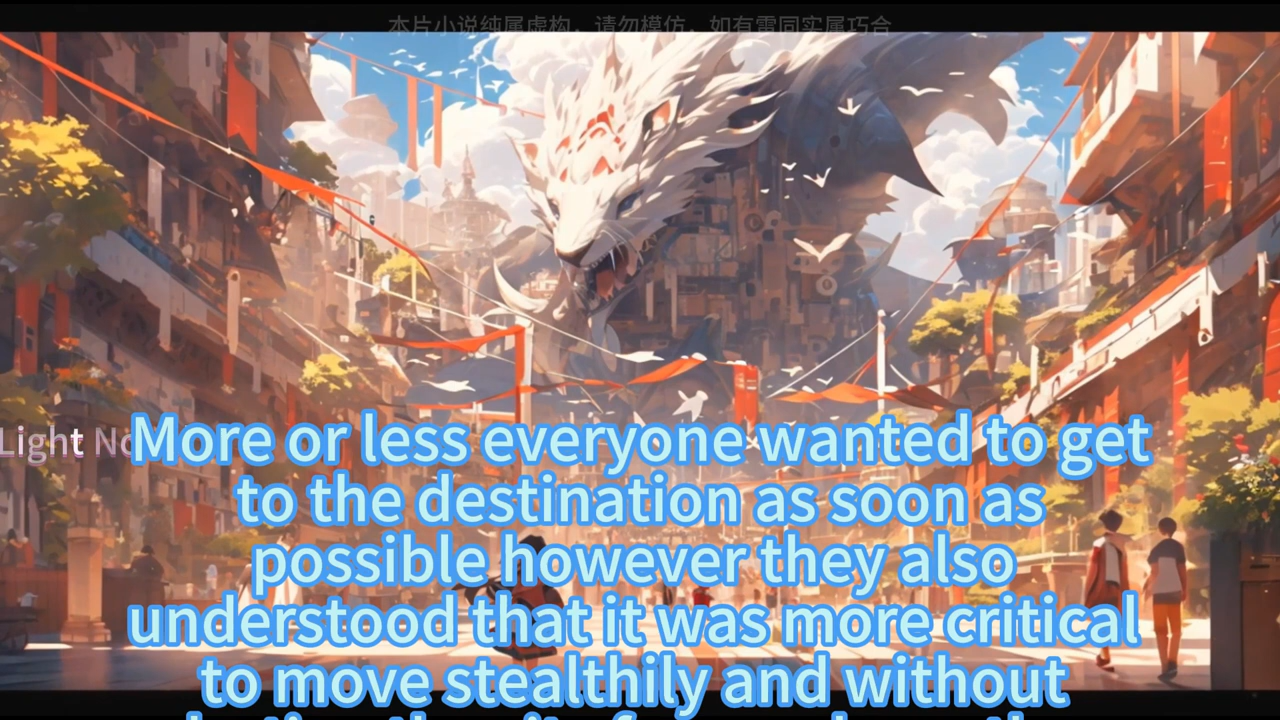 本片小说纯属虚构，请勿模仿，如有雷同实属巧合
Light No
More or less everyone wanted to get
to the destination as soon as
possible however they also
understood that it was more critical
to move stealthily and without